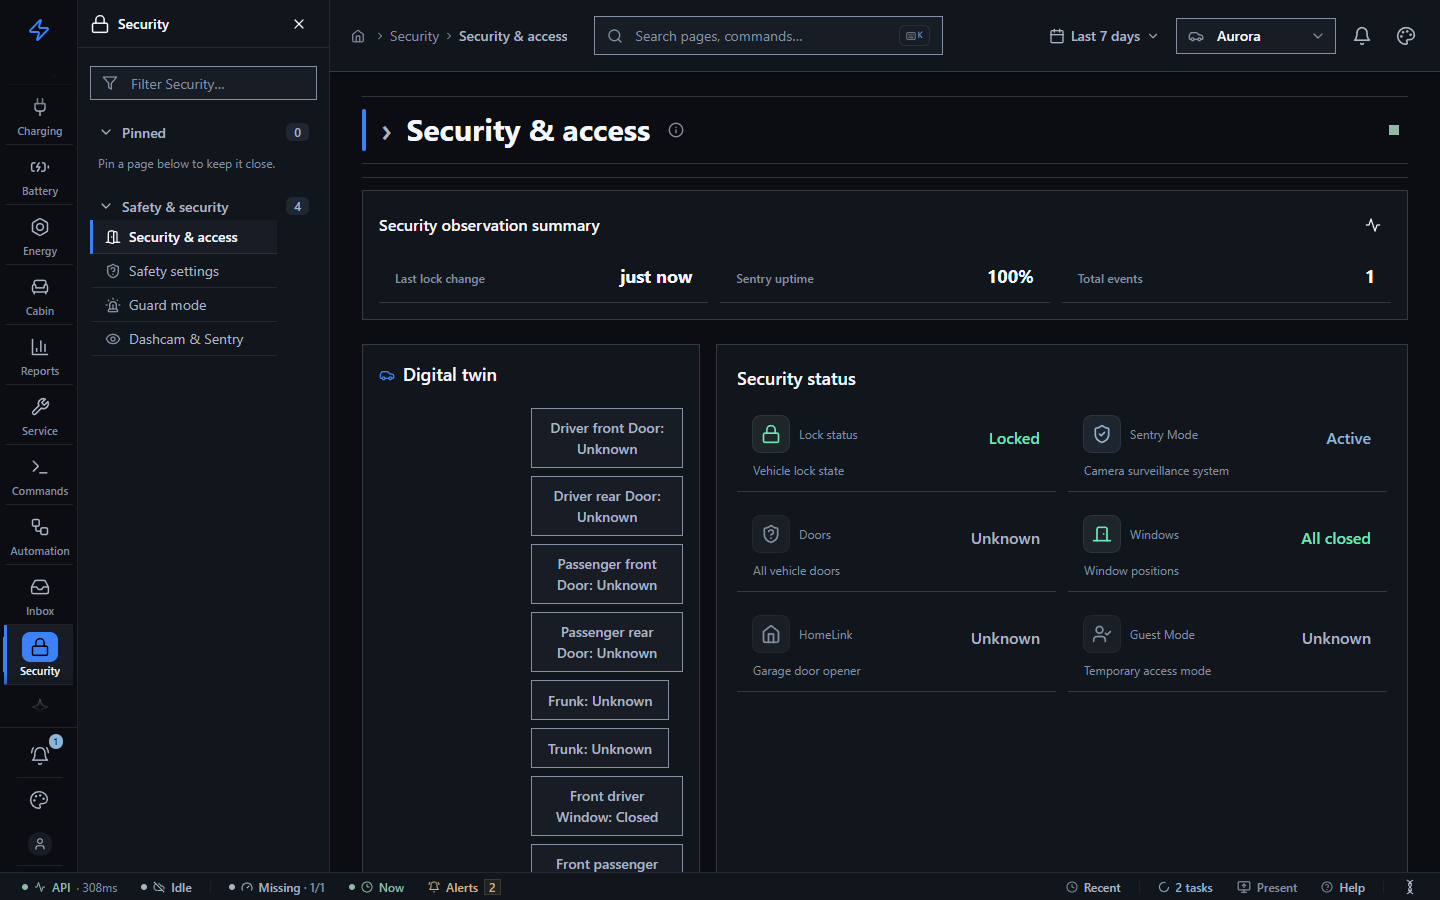 Charging
Battery
Energy
Cabin
Reports
Service
Commands
Automation
Inbox
Security
1
Security
Filter Security...
Pinned
0
Pin a page below to keep it close.
Safety & security
4
Security & access
Safety settings
Guard mode
Dashcam & Sentry
Security
Security & access
Search pages, commands...
K
Last 7 days
Aurora
Security & access
Security observation summary
Last lock change
just now
Sentry uptime
100%
Total events
1
Digital twin
Driver front Door:
Unknown
Driver rear Door:
Unknown
Passenger front
Door: Unknown
Passenger rear
Door: Unknown
Frunk: Unknown
Trunk: Unknown
Front driver
Window: Closed
Front passenger
Security status
Lock status
Locked
Vehicle lock state
Sentry Mode
Active
Camera surveillance system
Doors
Unknown
All vehicle doors
Windows
All closed
Window positions
HomeLink
Unknown
Garage door opener
Guest Mode
Unknown
Temporary access mode
API · 308ms
Idle
Missing · 1/1
Now
Alerts 2
Recent
2 tasks
Present
Help